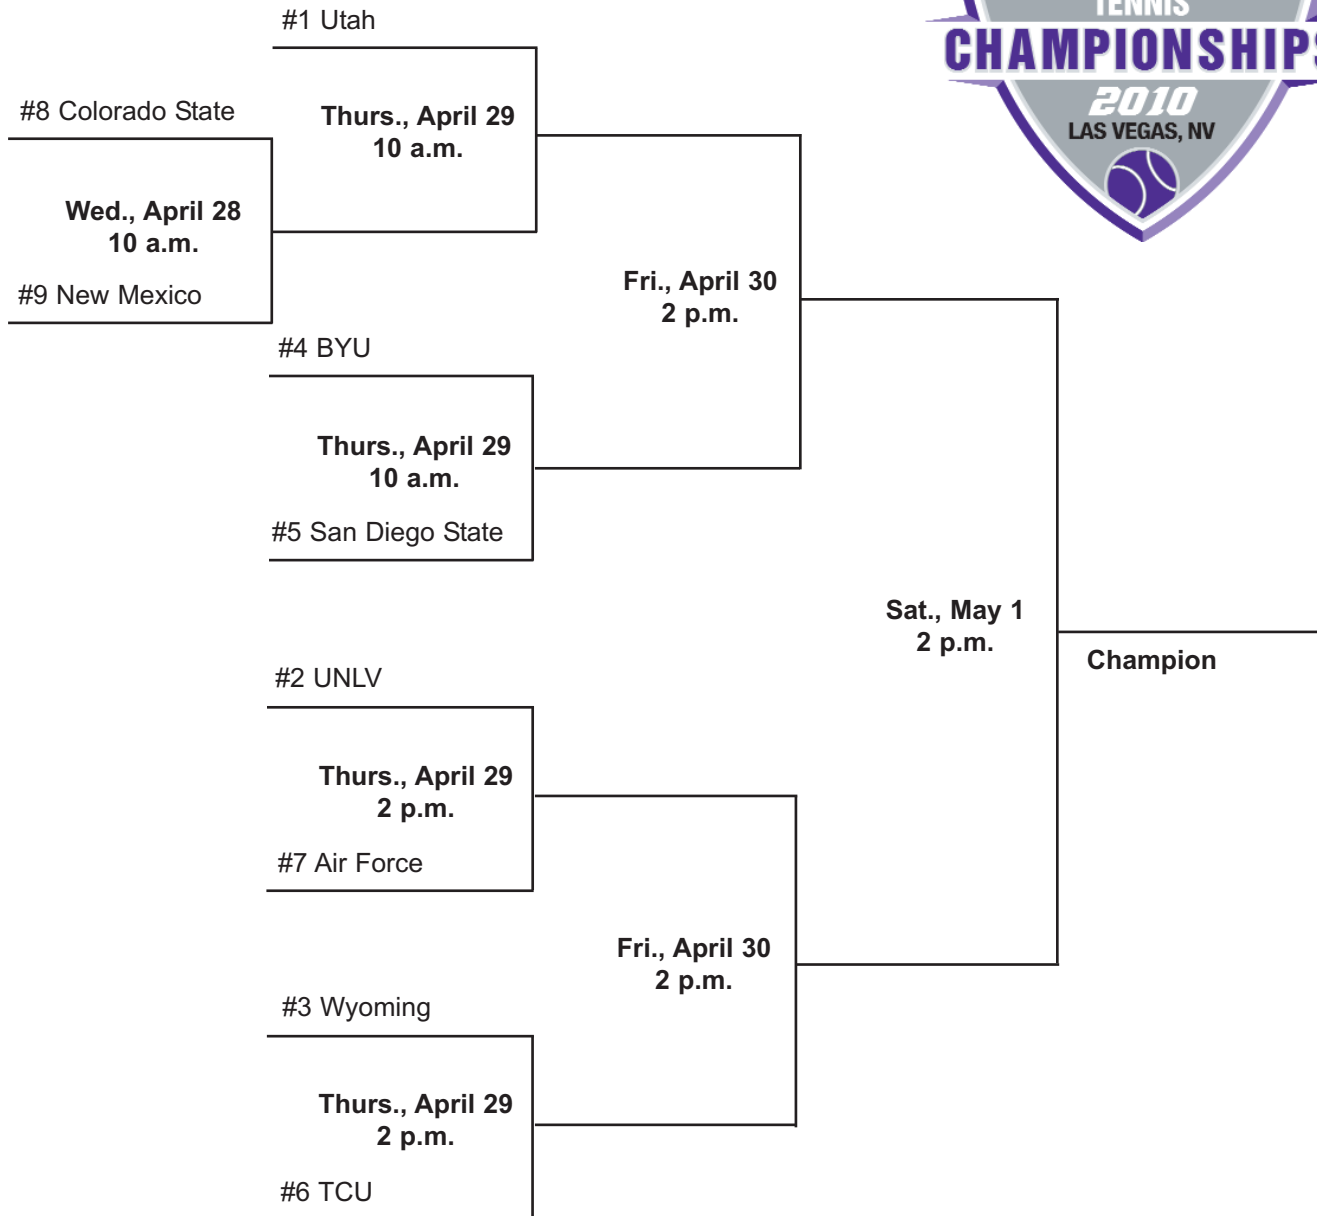 TENNIS
CHAMPIONSHIPS
2010
LAS VEGAS, NV
#1 Utah
#8 Colorado State
Thurs., April 29
10 a.m.
Wed., April 28
10 a.m.
#9 New Mexico
Fri., April 30
2 p.m.
#4 BYU
Thurs., April 29
10 a.m.
#5 San Diego State
Sat., May 1
2 p.m.
Champion
#2 UNLV
Thurs., April 29
2 p.m.
#7 Air Force
Fri., April 30
2 p.m.
#3 Wyoming
Thurs., April 29
2 p.m.
#6 TCU